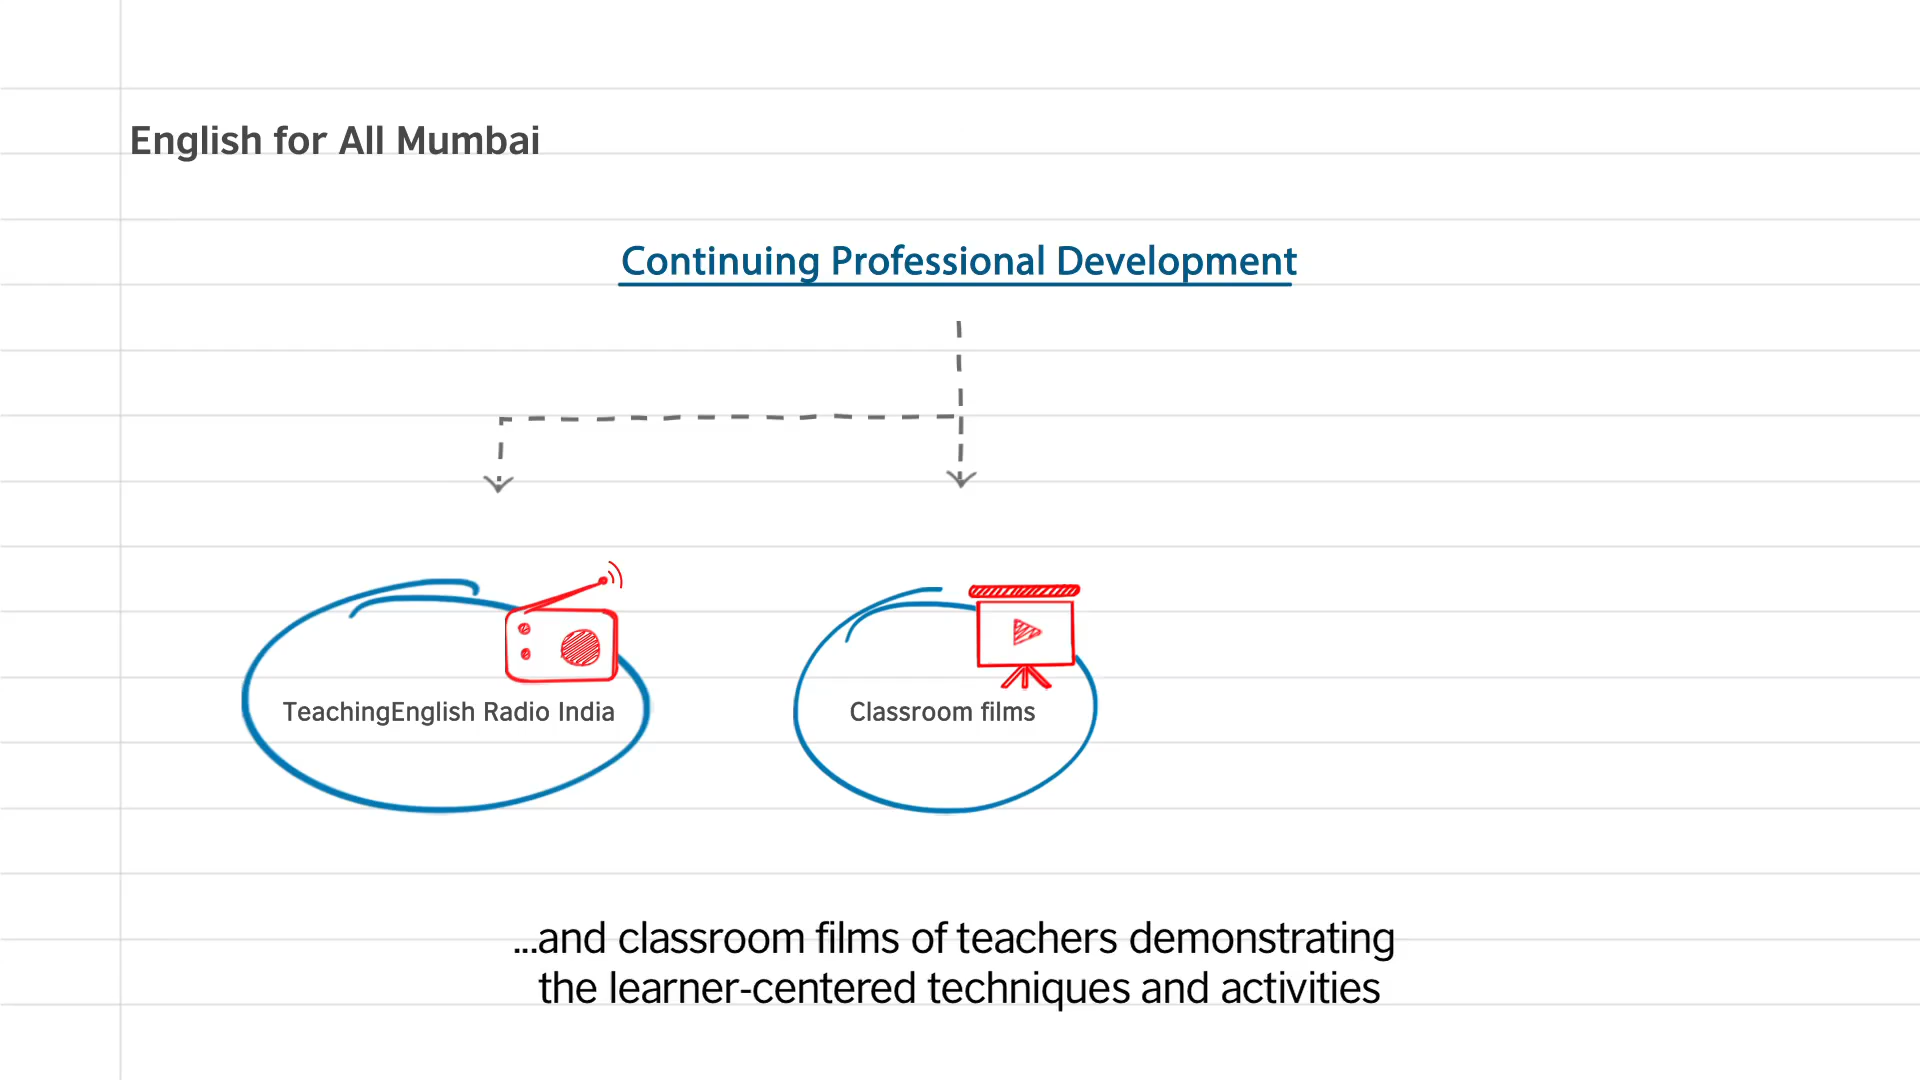 English for All Mumbai
Continuing Professional Development
TeachingEnglish Radio India
Classroom films
...and classroom films of teachers demonstrating
the learner-centered techniques and activities